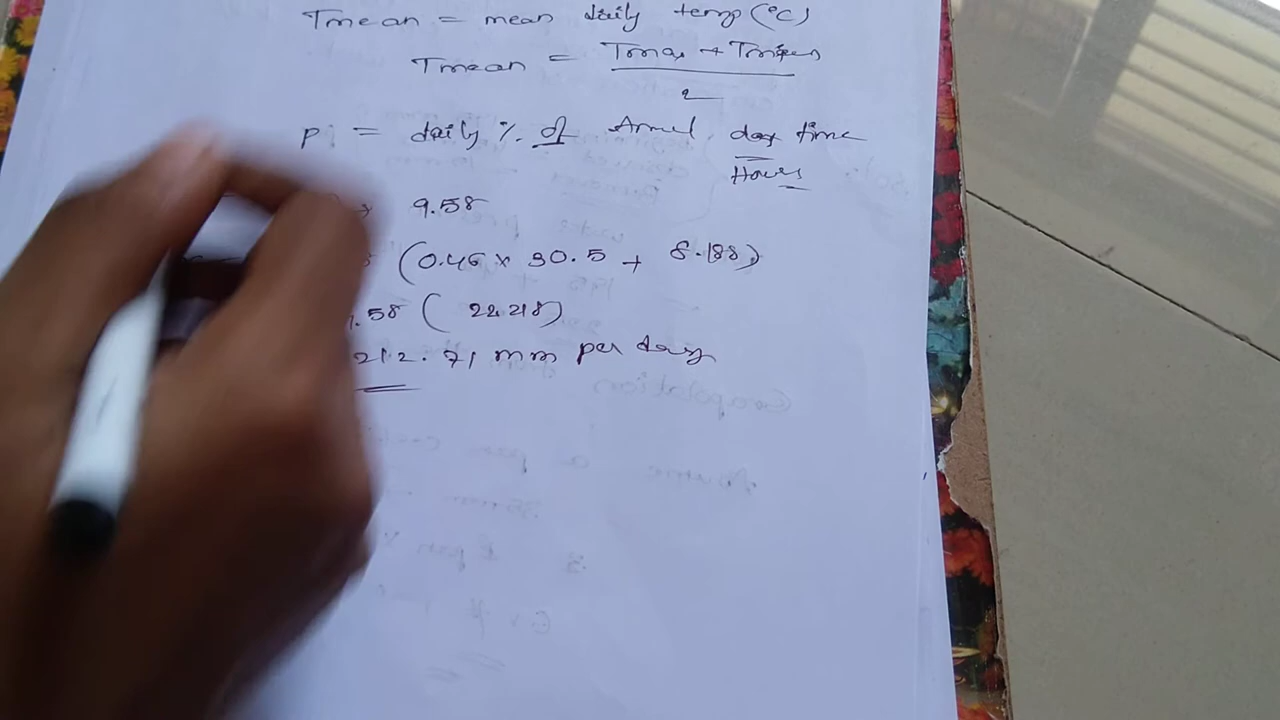 Tmean = mean daily temp (°C)
Tmean = Tmax + Tmin
2
P = daily % of Annual day time
Hours
9.58
(0.46 × 30.5 + 8.188)
.58 ( 22.218)
212.71 mm per day